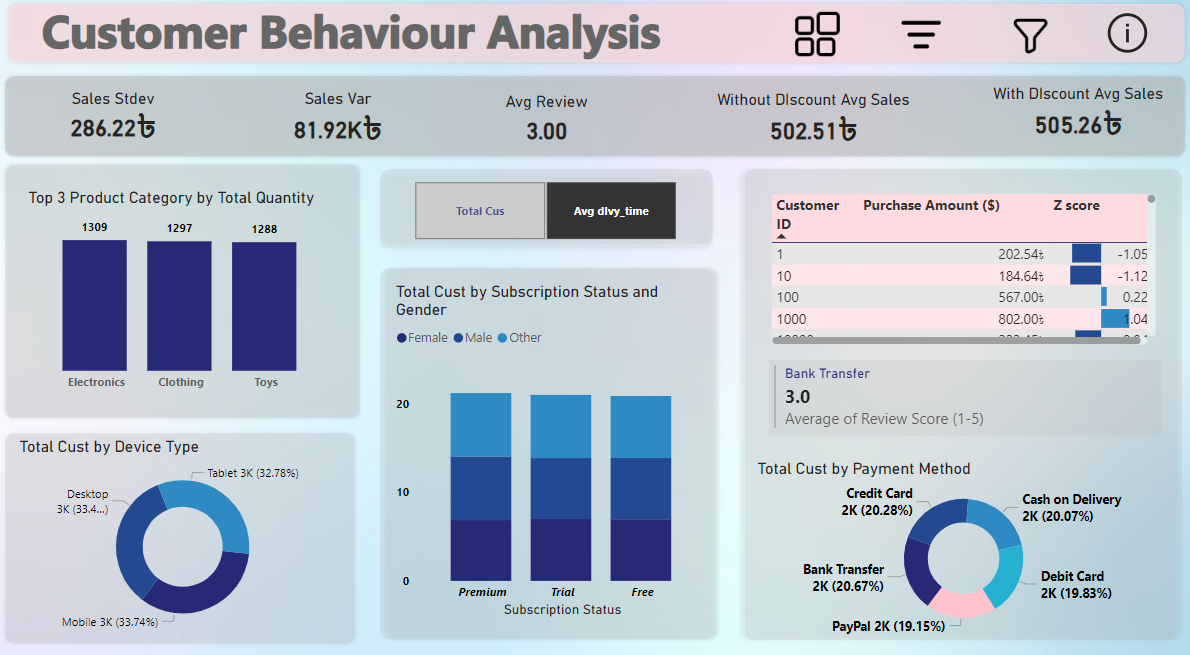 Customer Behaviour Analysis
i
Sales Stdev
286.22৳
Sales Var
81.92K৳
Avg Review
3.00
Without DIscount Avg Sales
502.51৳
With DIscount Avg Sales
505.26৳
Top 3 Product Category by Total Quantity
1309
1297
1288
Electronics
Clothing
Toys
Total Cust by Device Type
Tablet 3K (32.78%)
Desktop
3K (33.4...)
Mobile 3K (33.74%)
Total Cus
Avg dlvy_time
Total Cust by Subscription Status and
Gender
Female Male Other
20
10
0
Premium
Trial
Free
Subscription Status
Customer
ID
Purchase Amount ($)
Z score
1 202.54৳ -1.05
10 184.64৳ -1.12
100 567.00৳ 0.22
1000 802.00৳ 1.04
Bank Transfer
3.0
Average of Review Score (1-5)
Total Cust by Payment Method
Credit Card
2K (20.28%)
Cash on Delivery
2K (20.07%)
Bank Transfer
2K (20.67%)
Debit Card
2K (19.83%)
PayPal 2K (19.15%)